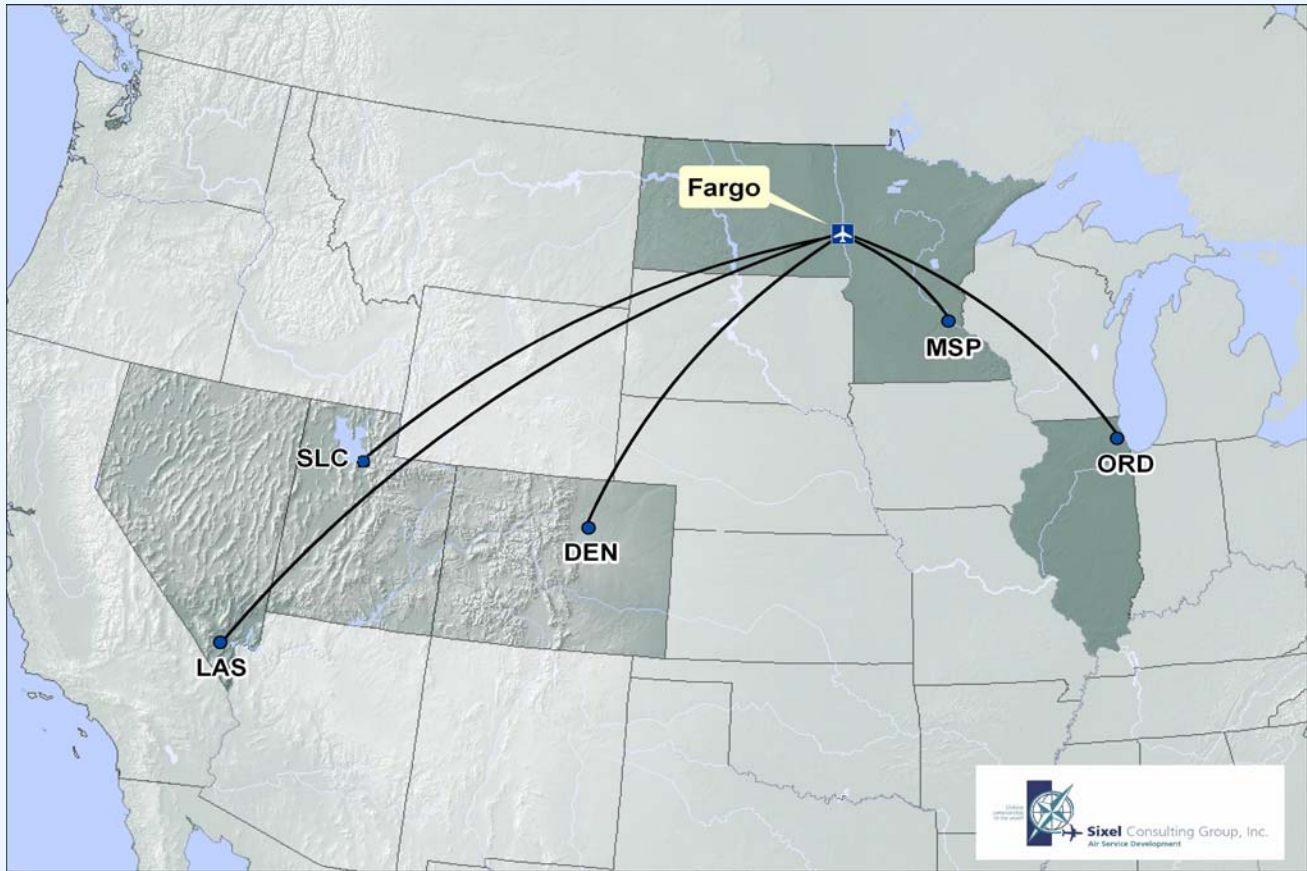 Fargo
MSP
ORD
SLC
DEN
LAS
Sixel Consulting Group, Inc.
Air Service Development